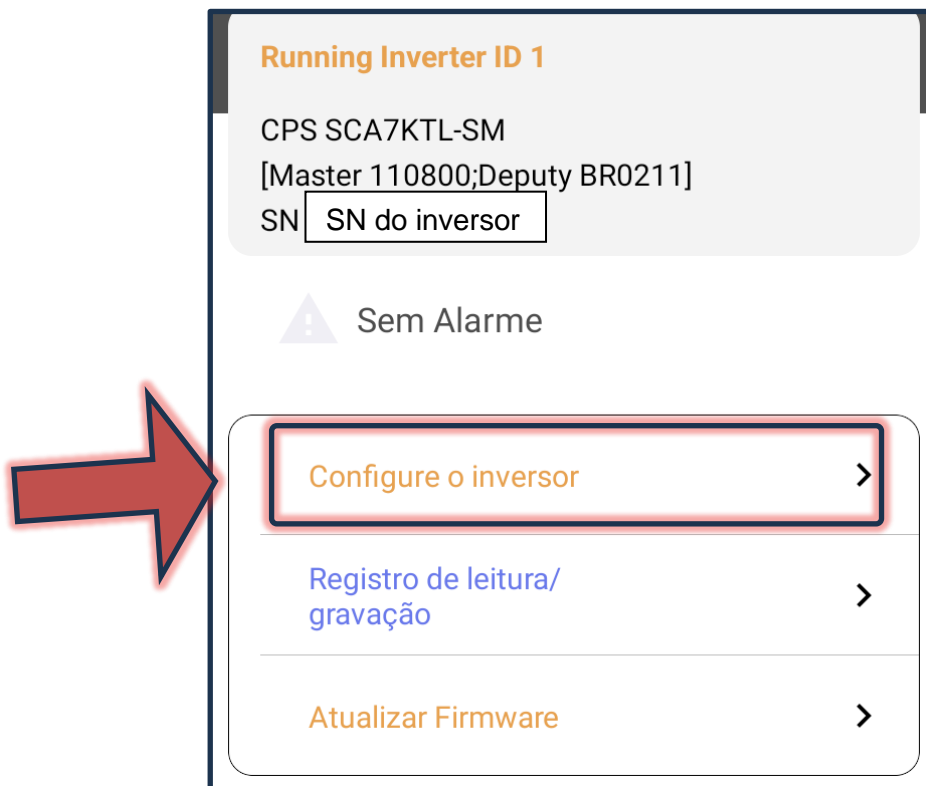 Running Inverter ID 1
CPS SCA7KTL-SM
[Master 110800;Deputy BR0211]
SN SN do inversor
Sem Alarme
Configure o inversor
Registro de leitura/
gravação
Atualizar Firmware